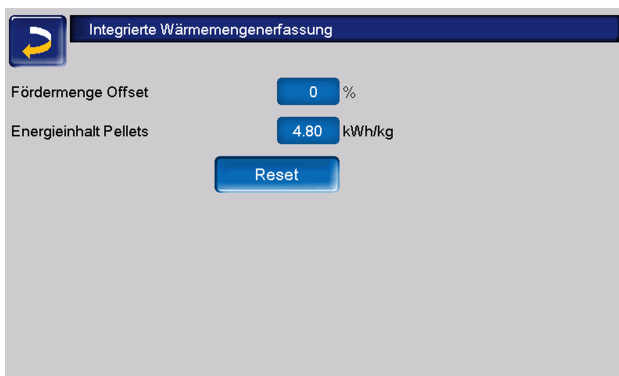 Integrierte Wärmemengenerfassung
Fördermenge Offset 0 %
Energieinhalt Pellets 4.80 kWh/kg
Reset